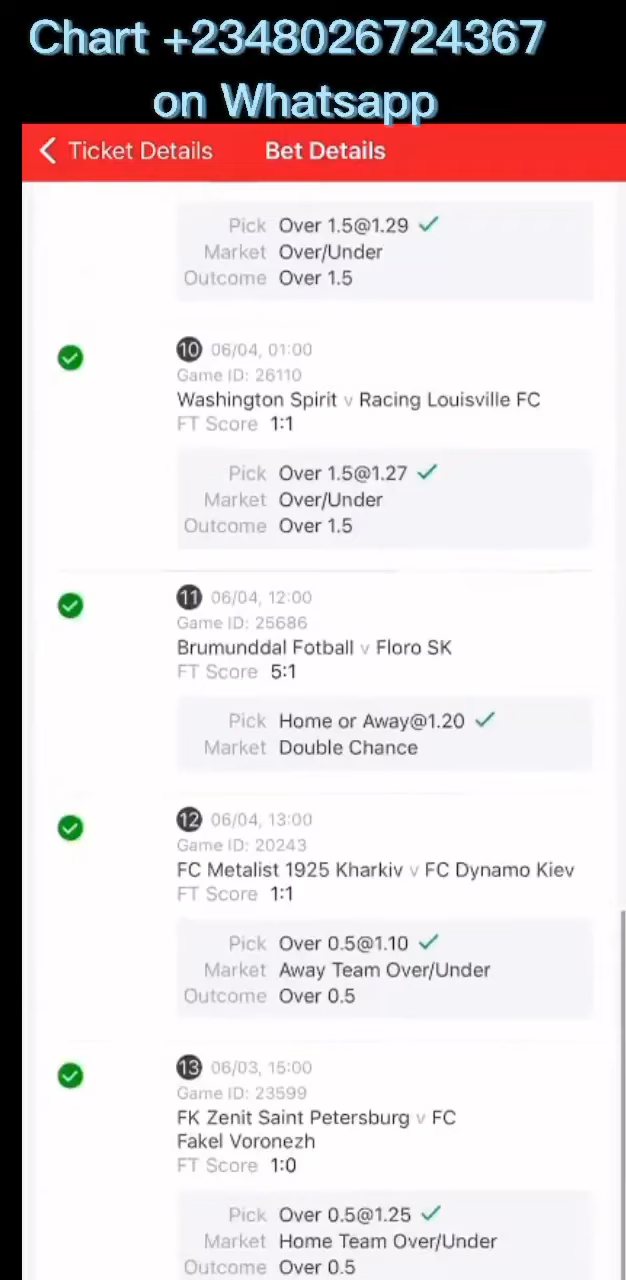 Chart +2348026724367
on Whatsapp
Ticket Details Bet Details
Pick Over 1.5@1.29
Market Over/Under
Outcome Over 1.5
10 06/04, 01:00
Game ID: 26110
Washington Spirit v Racing Louisville FC
FT Score 1:1
Pick Over 1.5@1.27
Market Over/Under
Outcome Over 1.5
11 06/04, 12:00
Game ID: 25686
Brumunddal Fotball v Floro SK
FT Score 5:1
Pick Home or Away@1.20
Market Double Chance
12 06/04, 13:00
Game ID: 20243
FC Metalist 1925 Kharkiv v FC Dynamo Kiev
FT Score 1:1
Pick Over 0.5@1.10
Market Away Team Over/Under
Outcome Over 0.5
13 06/03, 15:00
Game ID: 23599
FK Zenit Saint Petersburg v FC
Fakel Voronezh
FT Score 1:0
Pick Over 0.5@1.25
Market Home Team Over/Under
Outcome Over 0.5